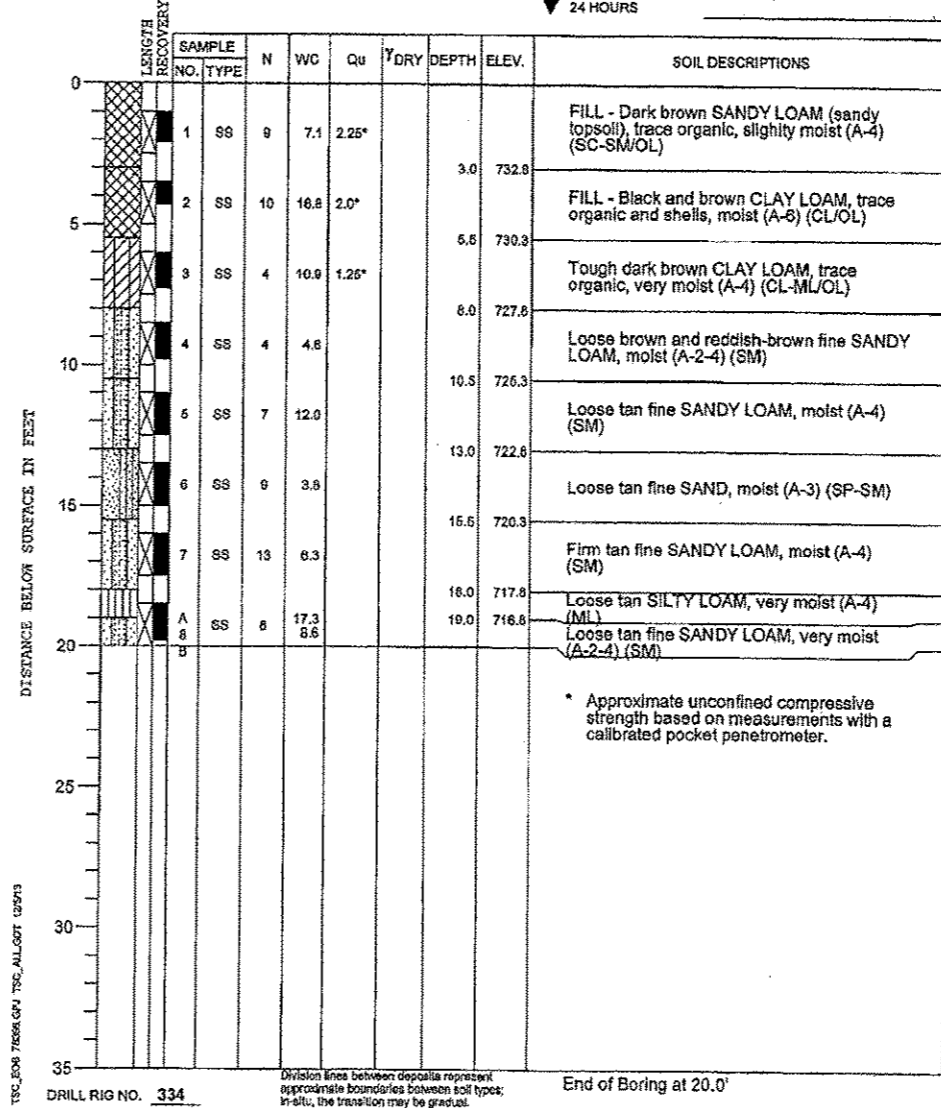 24 HOURS
LENGTH
RECOVERY
SAMPLE
NO. TYPE N WC Qu γDRY DEPTH ELEV. SOIL DESCRIPTIONS
0
FILL - Dark brown SANDY LOAM (sandy
topsoil), trace organic, slightly moist (A-4)
(SC-SM/OL)
1 SS 9 7.1 2.25*
3.0 732.8
FILL - Black and brown CLAY LOAM, trace
organic and shells, moist (A-6) (CL/OL)
2 SS 10 16.8 2.0*
5
5.5 730.3
Tough dark brown CLAY LOAM, trace
organic, very moist (A-4) (CL-ML/OL)
3 SS 4 10.9 1.25*
8.0 727.8
Loose brown and reddish-brown fine SANDY
LOAM, moist (A-2-4) (SM)
4 SS 4 4.8
10
10.5 725.3
Loose tan fine SANDY LOAM, moist (A-4)
(SM)
5 SS 7 12.0
13.0 722.8
Loose tan fine SAND, moist (A-3) (SP-SM)
6 SS 9 3.8
15
15.5 720.3
Firm tan fine SANDY LOAM, moist (A-4)
(SM)
7 SS 13 6.3
18.0 717.8
Loose tan SILTY LOAM, very moist (A-4)
(ML)
A 17.3
19.0 716.8
8 SS 8.6
B
Loose tan fine SANDY LOAM, very moist
(A-2-4) (SM)
20
* Approximate unconfined compressive
strength based on measurements with a
calibrated pocket penetrometer.
25
30
35
DISTANCE BELOW SURFACE IN FEET
TSC_ALL.GDT 12/5/13
DRILL RIG NO. 334
Division lines between deposits represent
approximate boundaries between soil types;
in-situ, the transition may be gradual.
End of Boring at 20.0'